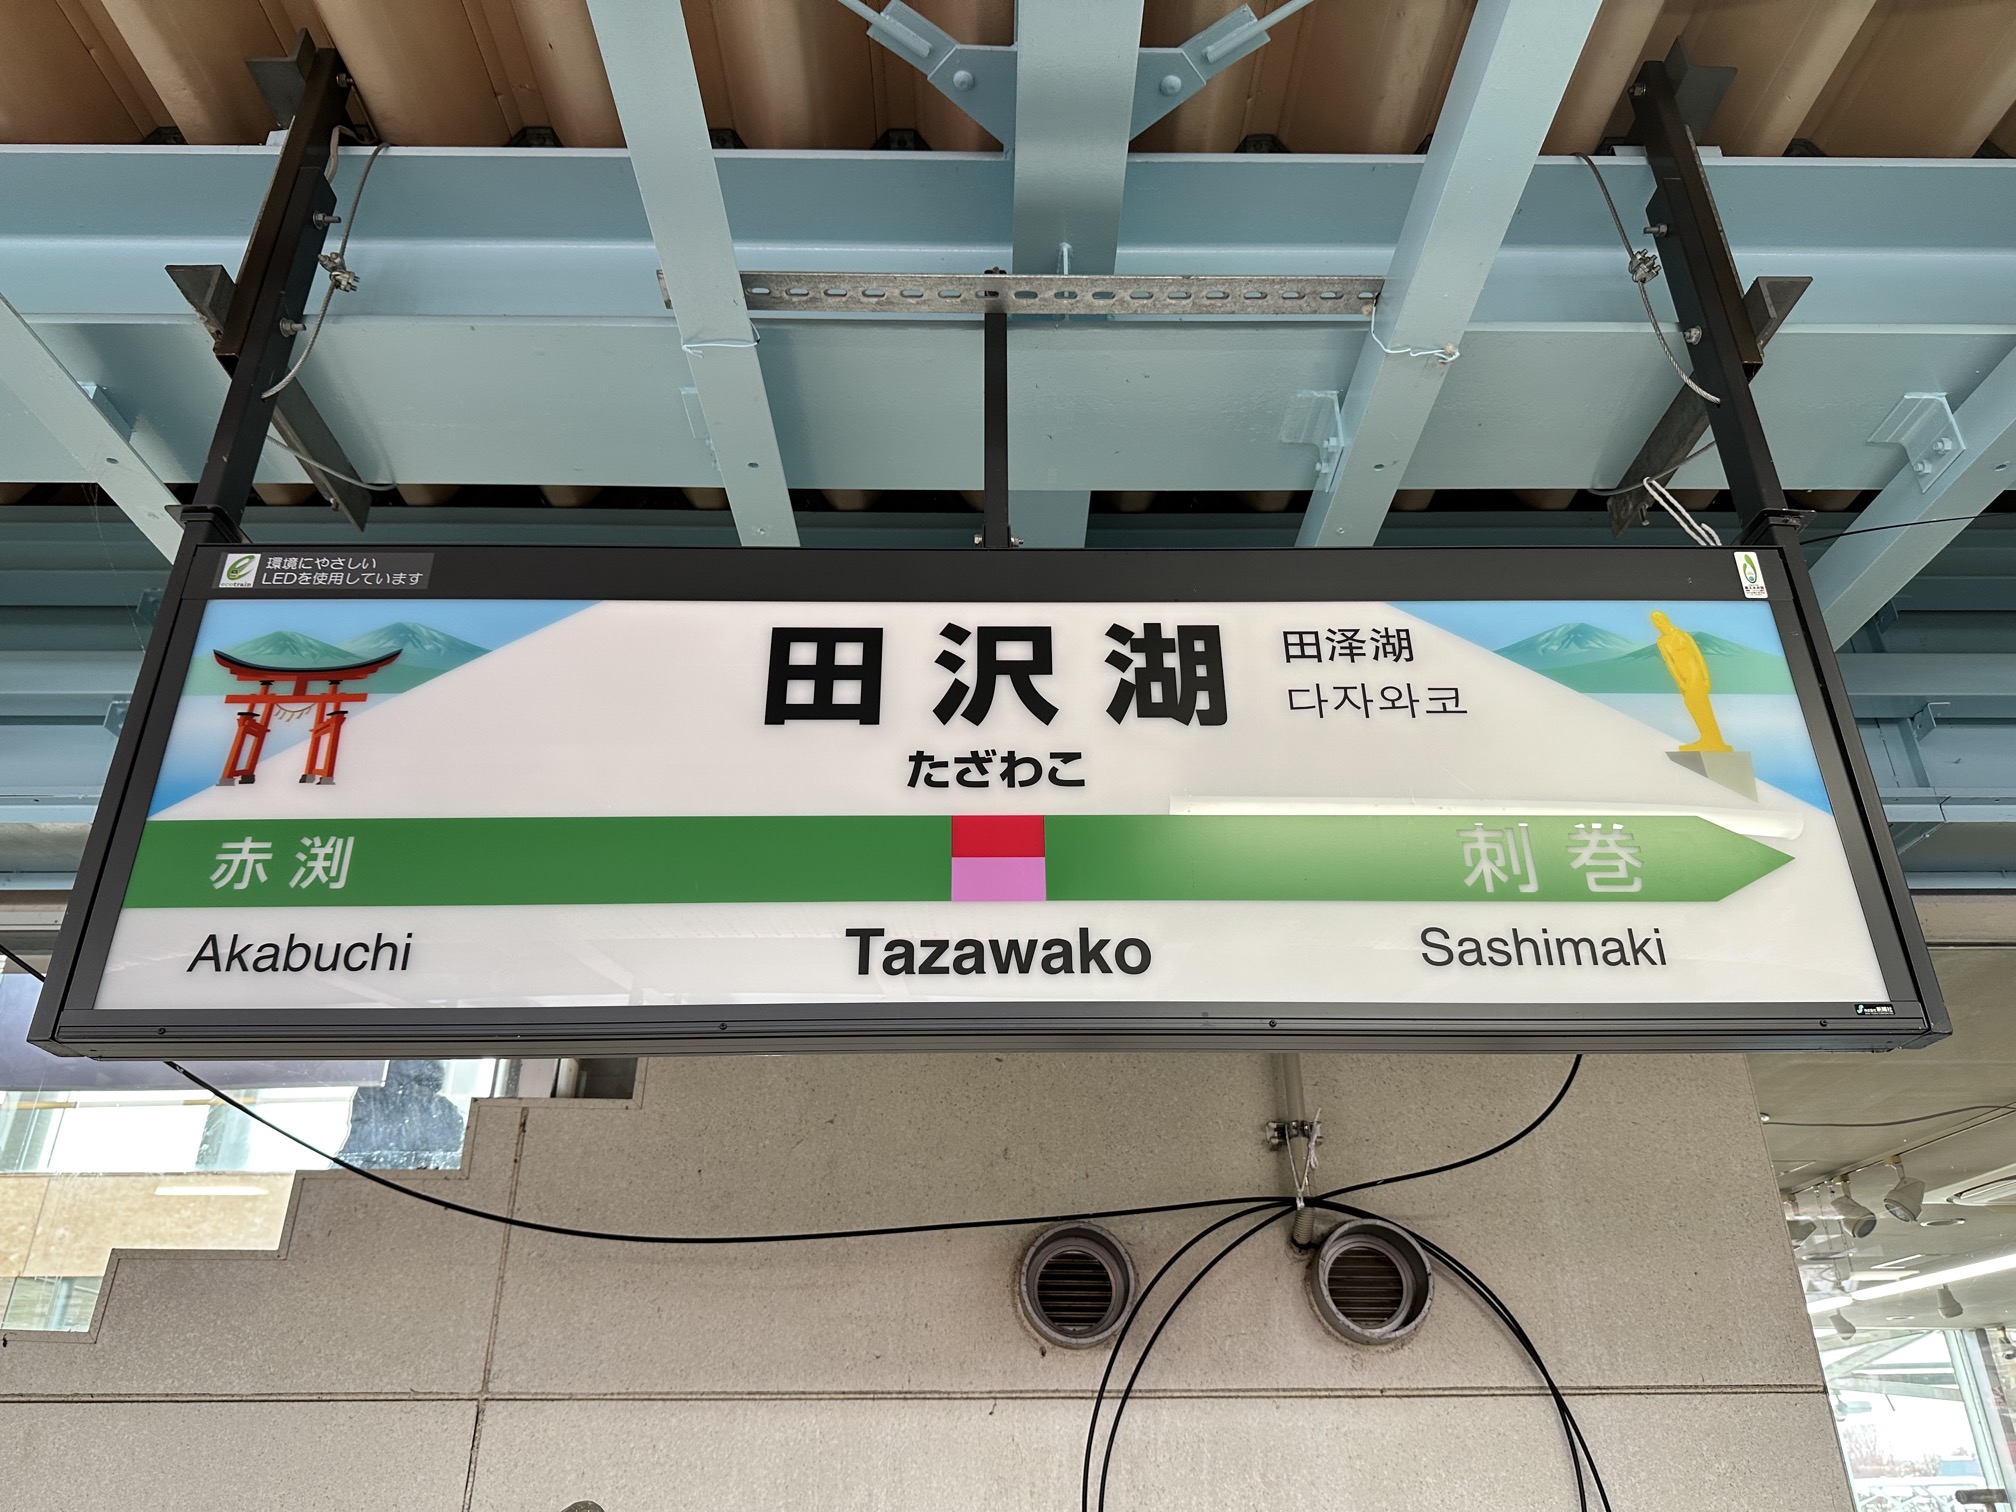 ecotrain
環境にやさしい
LEDを使用しています
田沢湖
田泽湖
다자와코
たざわこ
赤渕
刺巻
Akabuchi
Tazawako
Sashimaki